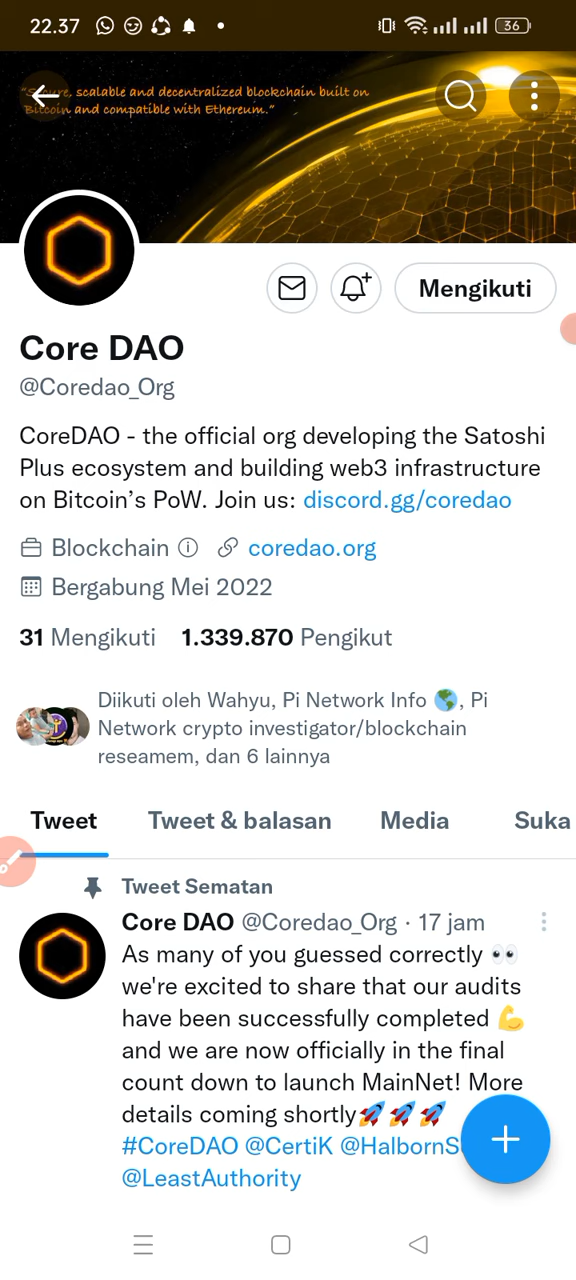 22.37
36
scalable and decentralized blockchain built on
Bitcoin and compatible with Ethereum."
Mengikuti
Core DAO
@Coredao_Org
CoreDAO - the official org developing the Satoshi
Plus ecosystem and building web3 infrastructure
on Bitcoin's PoW. Join us: discord.gg/coredao
Blockchain coredao.org
Bergabung Mei 2022
31 Mengikuti 1.339.870 Pengikut
Diikuti oleh Wahyu, Pi Network Info 🌎, Pi
Network crypto investigator/blockchain
reseamem, dan 6 lainnya
Tweet Tweet & balasan Media Suka
Tweet Sematan
Core DAO @Coredao_Org · 17 jam
As many of you guessed correctly 👀
we're excited to share that our audits
have been successfully completed 💪
and we are now officially in the final
count down to launch MainNet! More
details coming shortly🚀🚀🚀
#CoreDAO @CertiK @HalbornS
@LeastAuthority